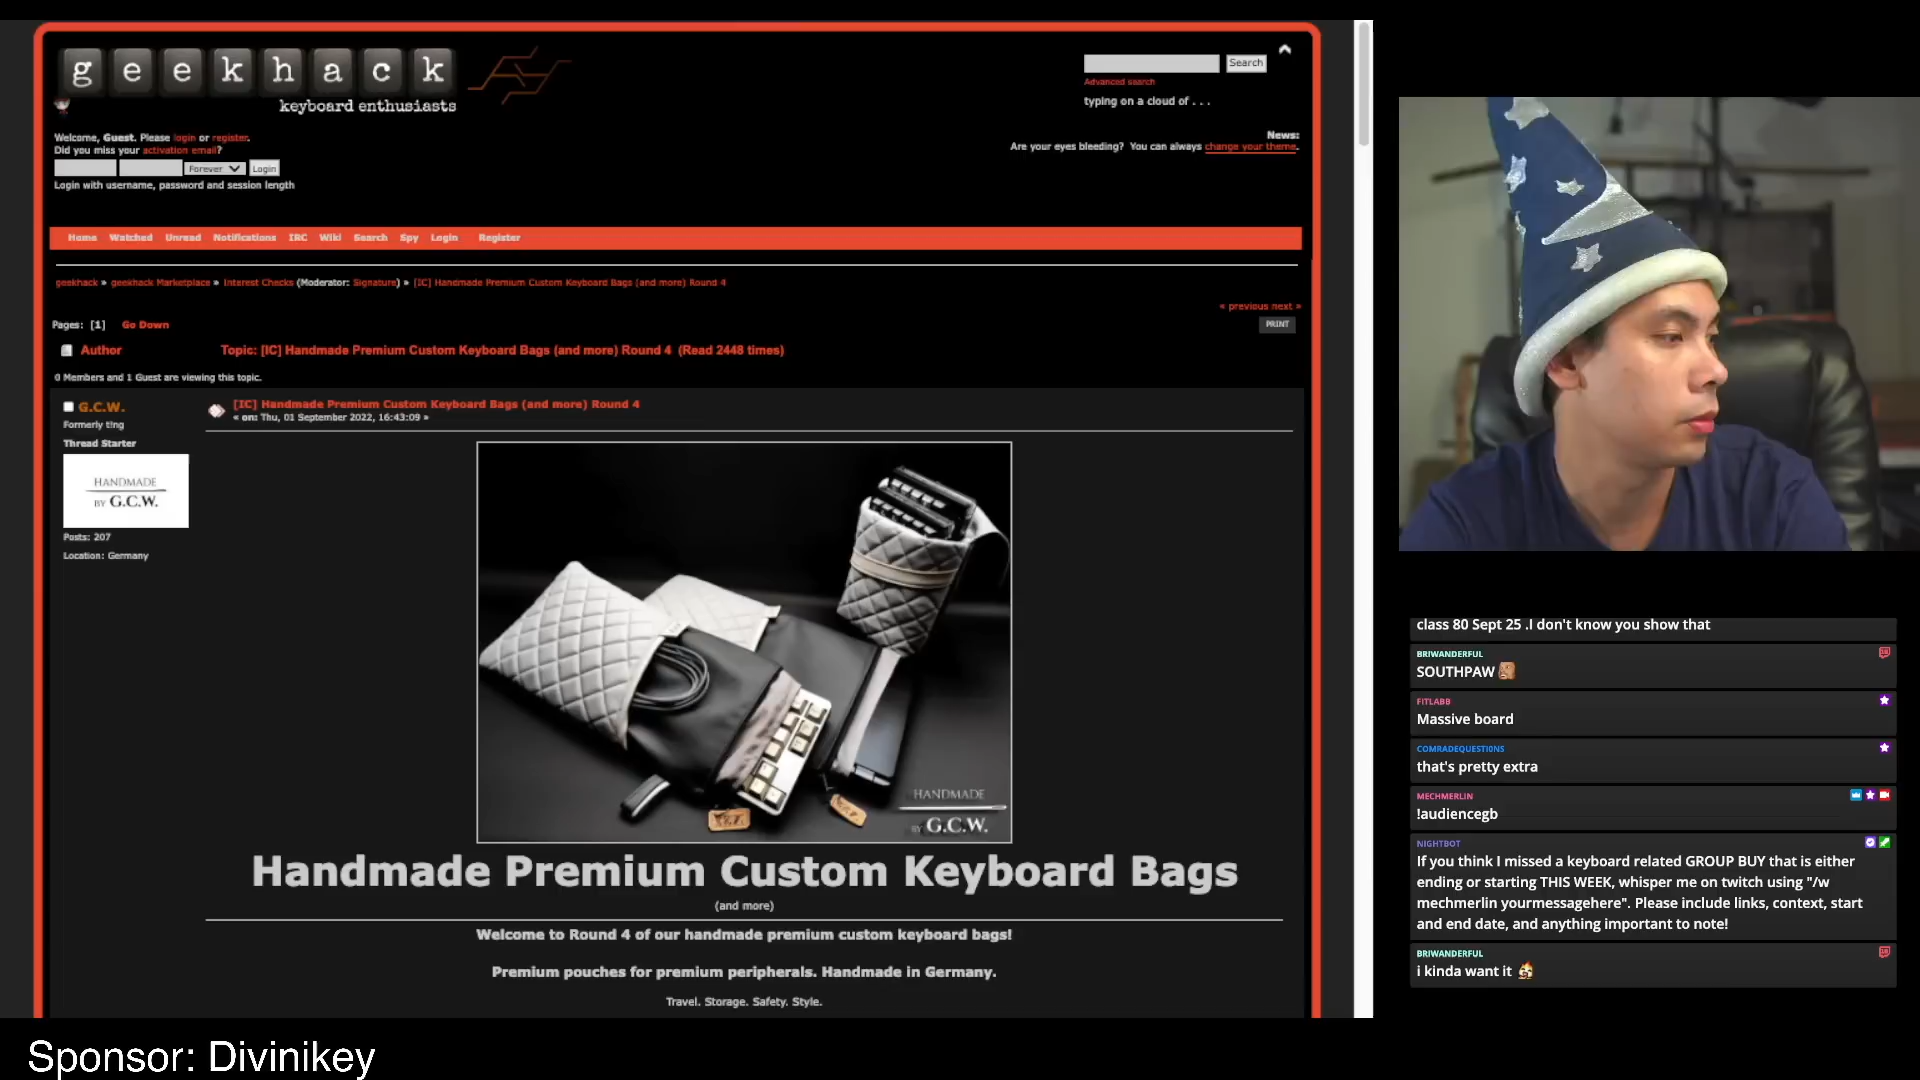 geekhack
keyboard enthusiasts
Search
Advanced search
typing on a cloud of . . .
Welcome, Guest. Please login or register.
Did you miss your activation email?
Forever
Login
Login with username, password and session length
News:
Are your eyes bleeding? You can always change your theme.
Home Watched Unread Notifications IRC Wiki Search Spy Login Register
geekhack » geekhack Marketplace » Interest Checks (Moderator: Signature) » [IC] Handmade Premium Custom Keyboard Bags (and more) Round 4
« previous next »
Pages: [1] Go Down
PRINT
Author Topic: [IC] Handmade Premium Custom Keyboard Bags (and more) Round 4 (Read 2448 times)
0 Members and 1 Guest are viewing this topic.
G.C.W.
Formerly t!ng
Thread Starter
HANDMADE
BY G.C.W.
Posts: 207
Location: Germany
[IC] Handmade Premium Custom Keyboard Bags (and more) Round 4
« on: Thu, 01 September 2022, 16:43:09 »
HANDMADE
BY G.C.W.
Handmade Premium Custom Keyboard Bags
(and more)
Welcome to Round 4 of our handmade premium custom keyboard bags!
Premium pouches for premium peripherals. Handmade in Germany.
Travel. Storage. Safety. Style.
class 80 Sept 25 .I don't know you show that
BRIWANDERFUL
SOUTHPAW
FITLABB
Massive board
COMRADEQUESTI0NS
that's pretty extra
MECHMERLIN
!audiencegb
NIGHTBOT
If you think I missed a keyboard related GROUP BUY that is either
ending or starting THIS WEEK, whisper me on twitch using "/w
mechmerlin yourmessagehere". Please include links, context, start
and end date, and anything important to note!
BRIWANDERFUL
i kinda want it
Sponsor: Divinikey